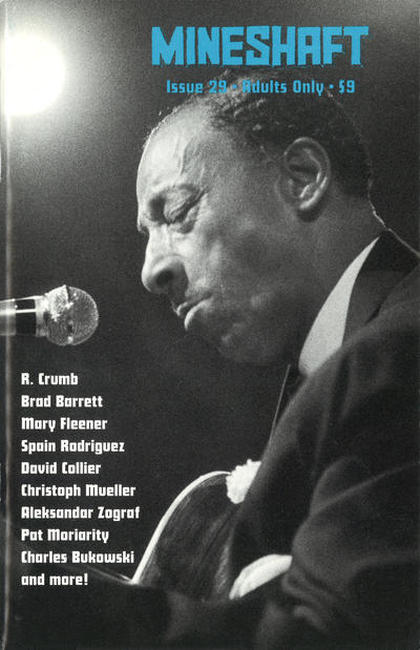 MINESHAFT
Issue 29 • Adults Only • $9
R. Crumb
Brad Barrett
Mary Fleener
Spain Rodriguez
David Collier
Christoph Mueller
Aleksandar Zograf
Pat Moriarity
Charles Bukowski
and more!